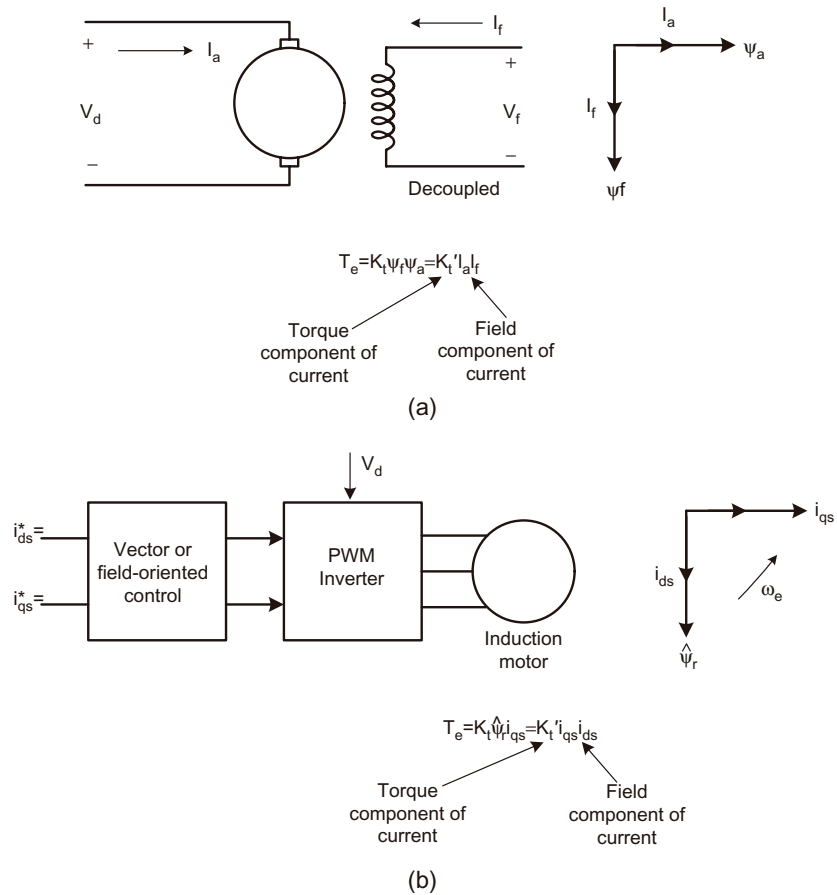 I_a
I_f
+
I_a
V_d
−
+
V_f
−
Decoupled
I_a
ψ_a
I_f
ψf
T_e=K_tψ_fψ_a=K_t′I_aI_f
Torque
component of
current
Field
component of
current
(a)
V_d
i*_ds=
i*_qs=
Vector or
field-oriented
control
PWM
Inverter
Induction
motor
i_qs
i_ds
ω_e
ψ̂_r
T_e=K_tψ̂_ri_qs=K_t′i_qsi_ds
Torque
component of
current
Field
component of
current
(b)